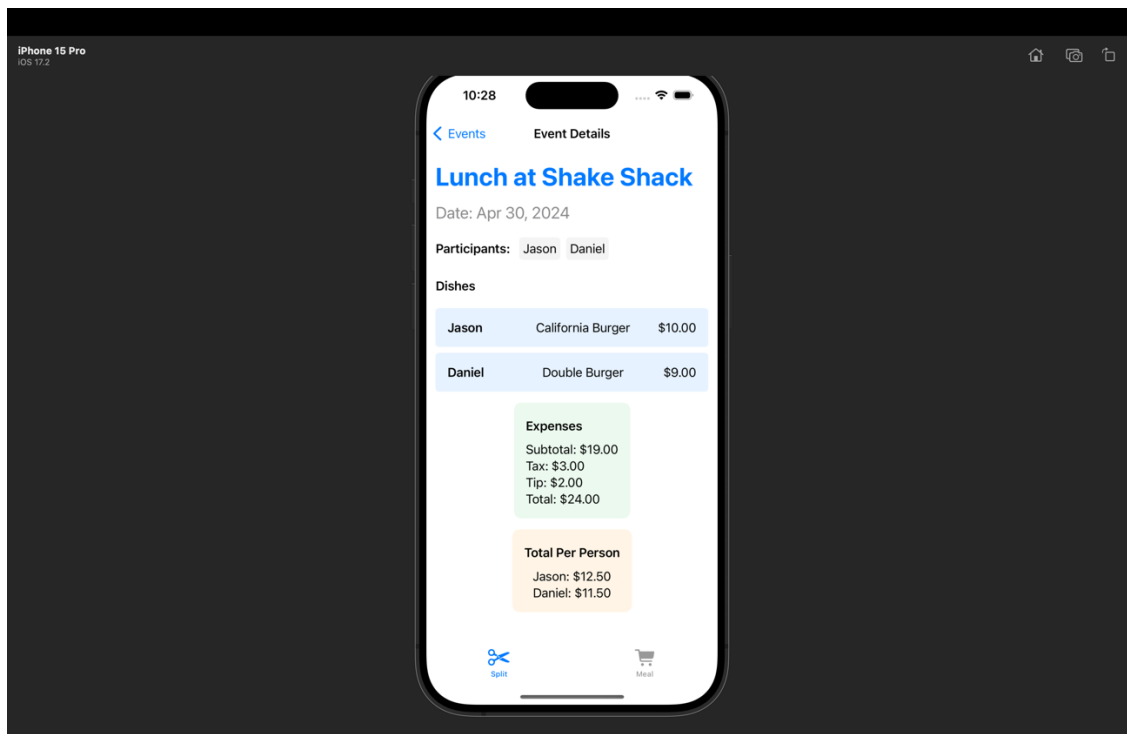 iPhone 15 Pro
iOS 17.2
10:28
Events Event Details
Lunch at Shake Shack
Date: Apr 30, 2024
Participants: Jason Daniel
Dishes
Jason California Burger $10.00
Daniel Double Burger $9.00
Expenses
Subtotal: $19.00
Tax: $3.00
Tip: $2.00
Total: $24.00
Total Per Person
Jason: $12.50
Daniel: $11.50
Split Meal